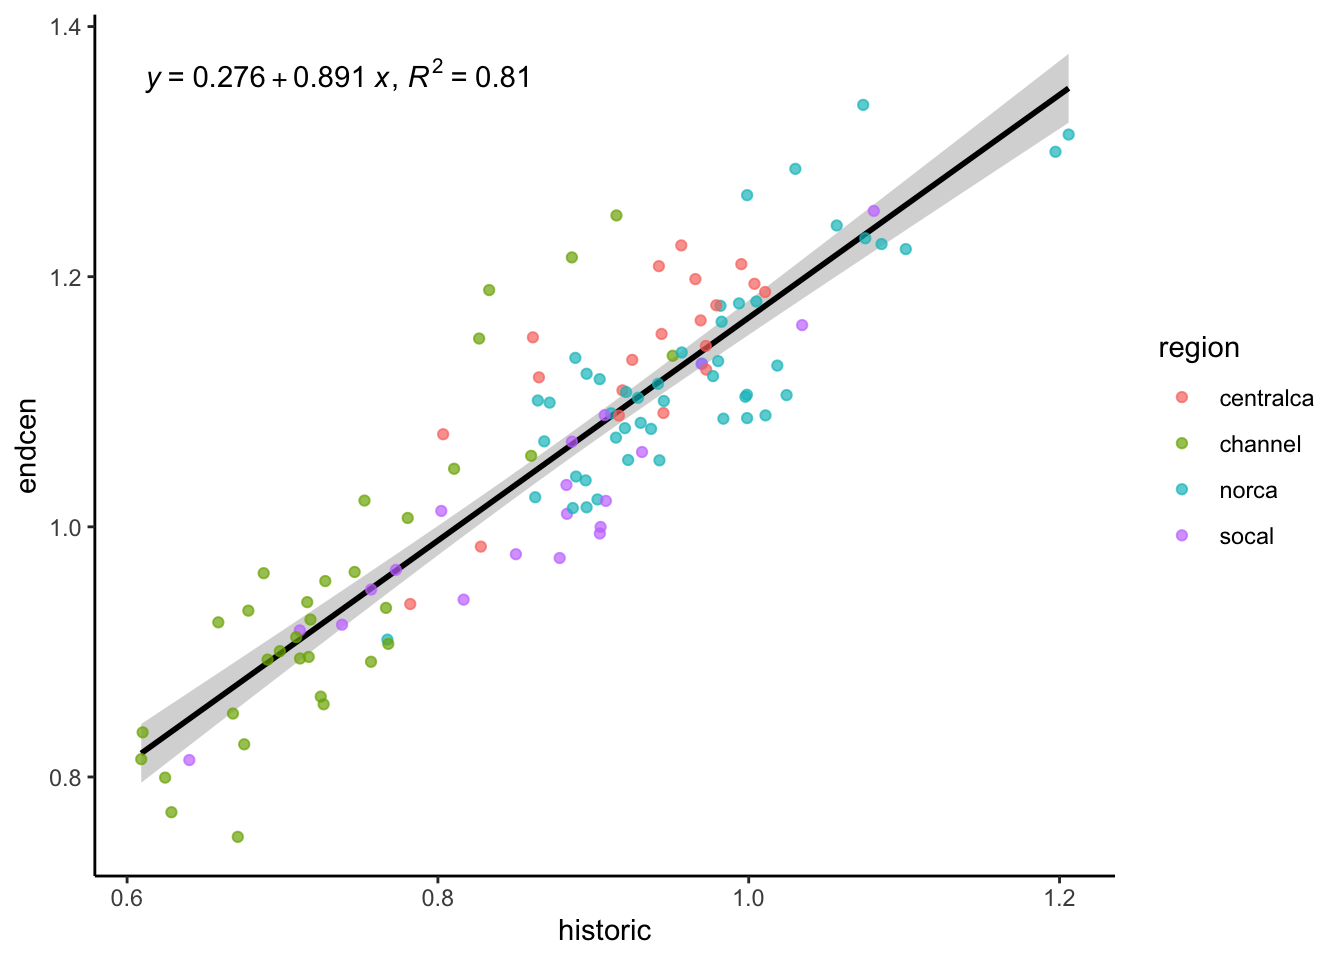 1.4
y = 0.276 + 0.891 x, R² = 0.81
1.2
1.0
0.8
endcen
0.6 0.8 1.0 1.2
historic
region
centralca
channel
norca
socal